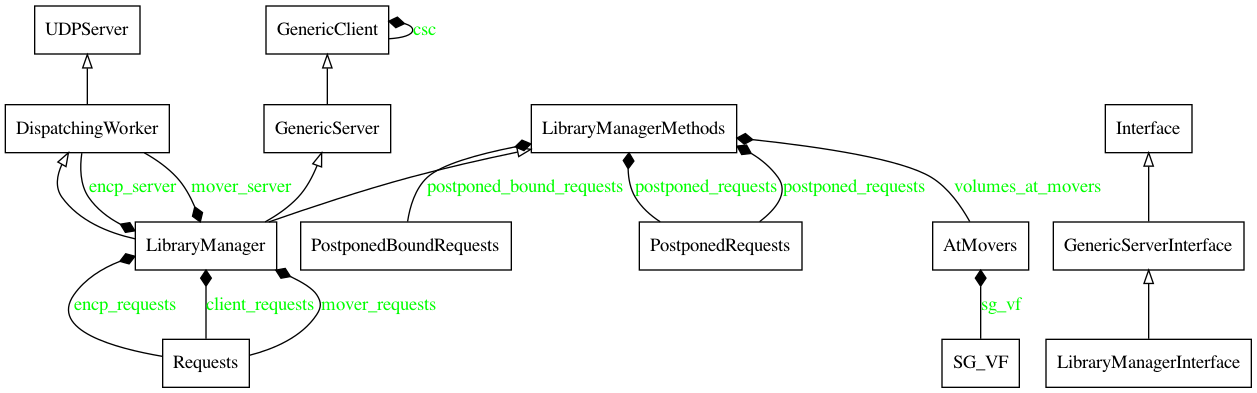 UDPServer
GenericClient
csc
DispatchingWorker
GenericServer
LibraryManagerMethods
Interface
encp_server
mover_server
postponed_bound_requests
postponed_requests
postponed_requests
volumes_at_movers
LibraryManager
PostponedBoundRequests
PostponedRequests
AtMovers
GenericServerInterface
encp_requests
client_requests
mover_requests
sg_vf
Requests
SG_VF
LibraryManagerInterface